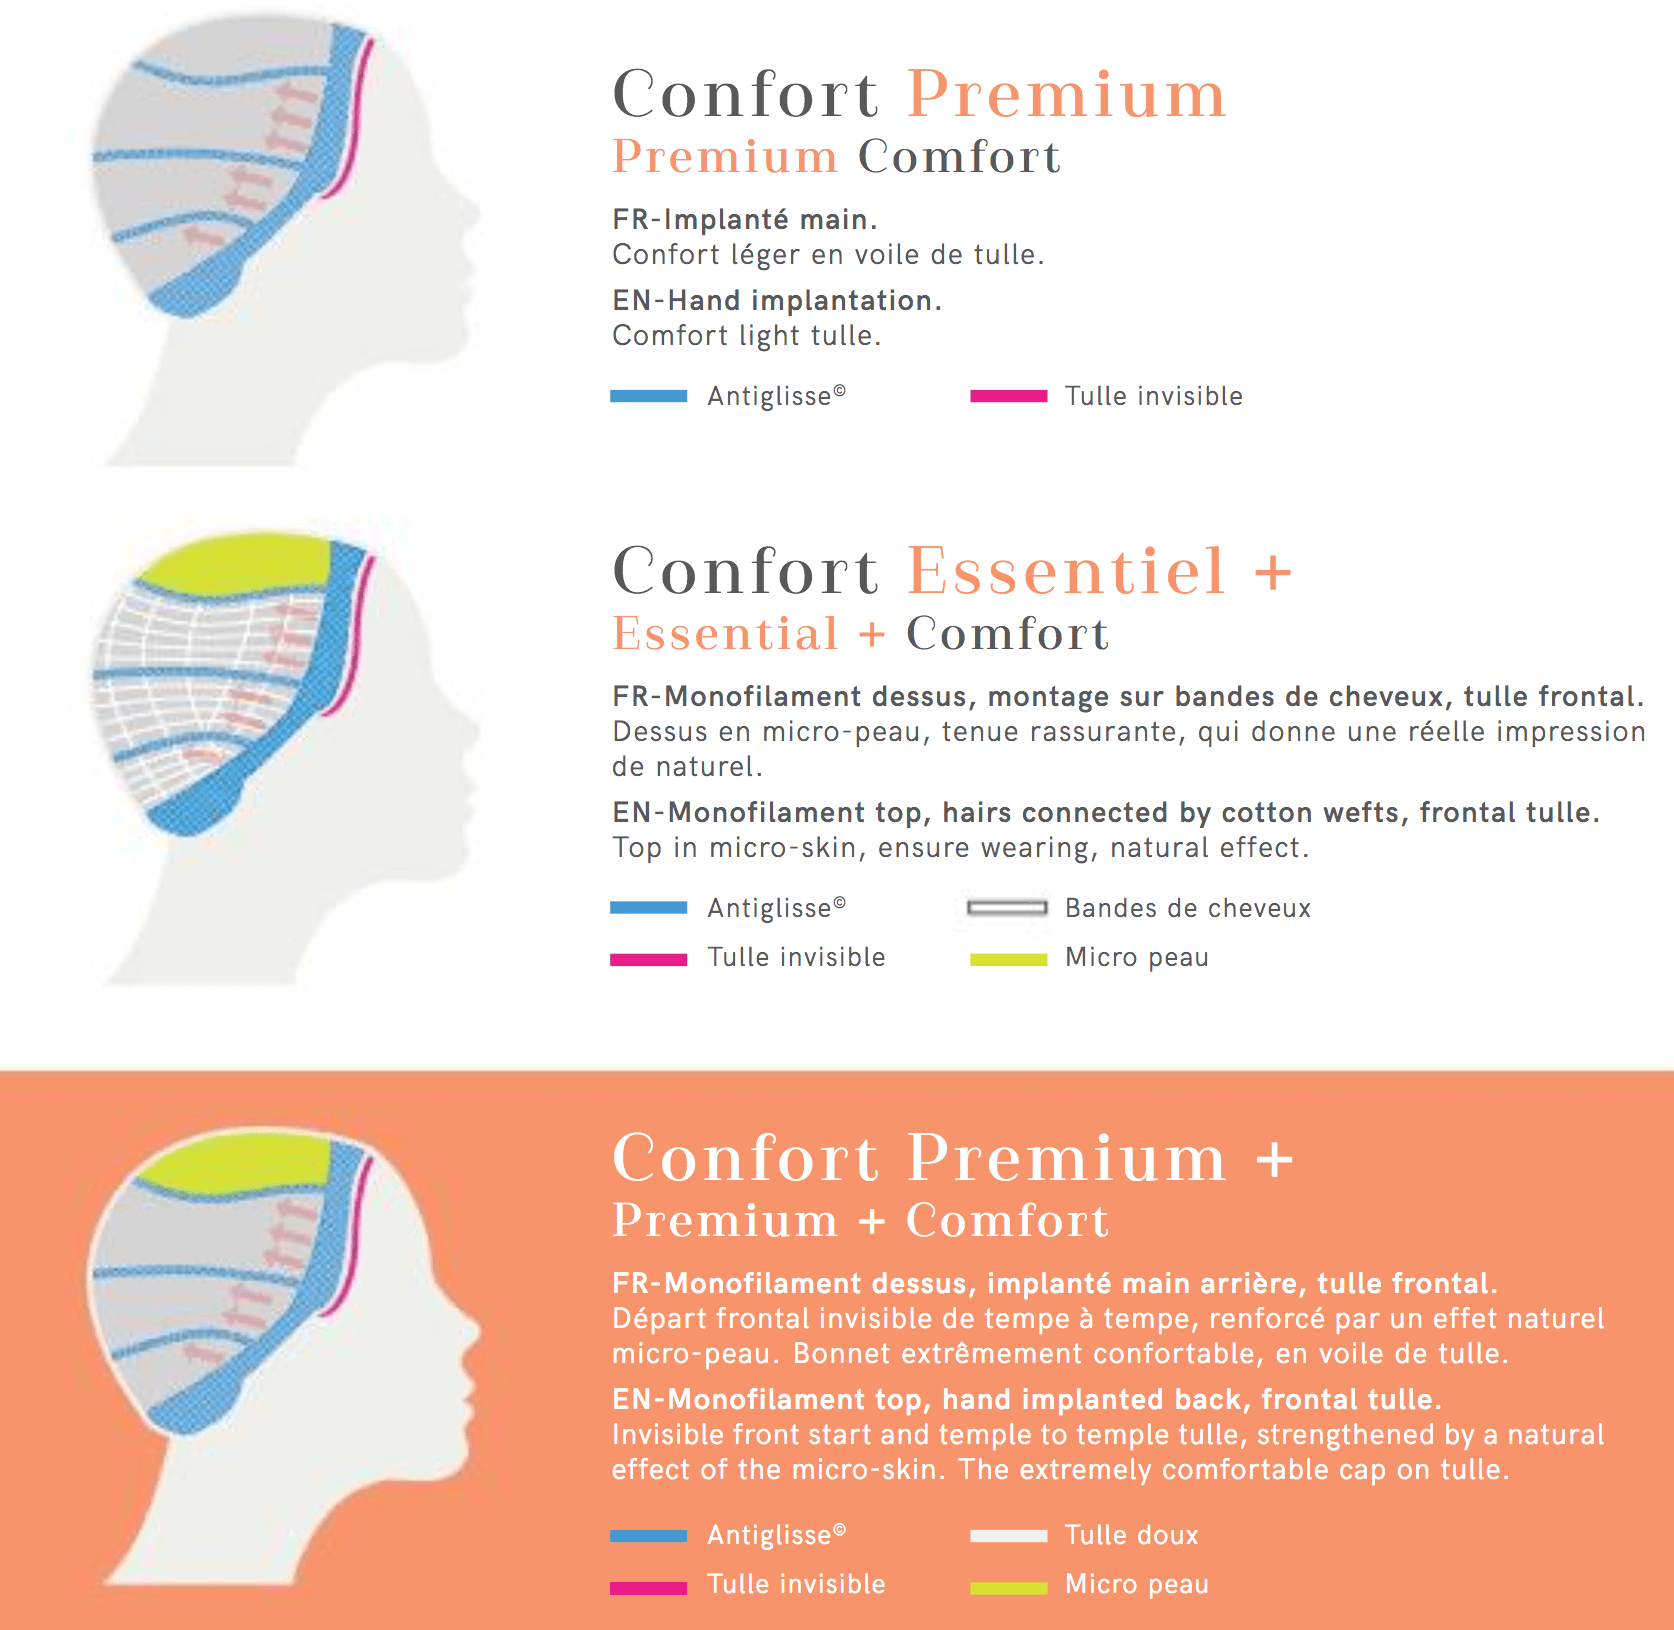 Confort Premium
Premium Comfort
FR-Implanté main.
Confort léger en voile de tulle.
EN-Hand implantation.
Comfort light tulle.
Antiglisse©
Tulle invisible
Confort Essentiel +
Essential + Comfort
FR-Monofilament dessus, montage sur bandes de cheveux, tulle frontal.
Dessus en micro-peau, tenue rassurante, qui donne une réelle impression
de naturel.
EN-Monofilament top, hairs connected by cotton wefts, frontal tulle.
Top in micro-skin, ensure wearing, natural effect.
Antiglisse©
Bandes de cheveux
Tulle invisible
Micro peau
Confort Premium +
Premium + Comfort
FR-Monofilament dessus, implanté main arrière, tulle frontal.
Départ frontal invisible de tempe à tempe, renforcé par un effet naturel
micro-peau. Bonnet extrêmement confortable, en voile de tulle.
EN-Monofilament top, hand implanted back, frontal tulle.
Invisible front start and temple to temple tulle, strengthened by a natural
effect of the micro-skin. The extremely comfortable cap on tulle.
Antiglisse©
Tulle doux
Tulle invisible
Micro peau